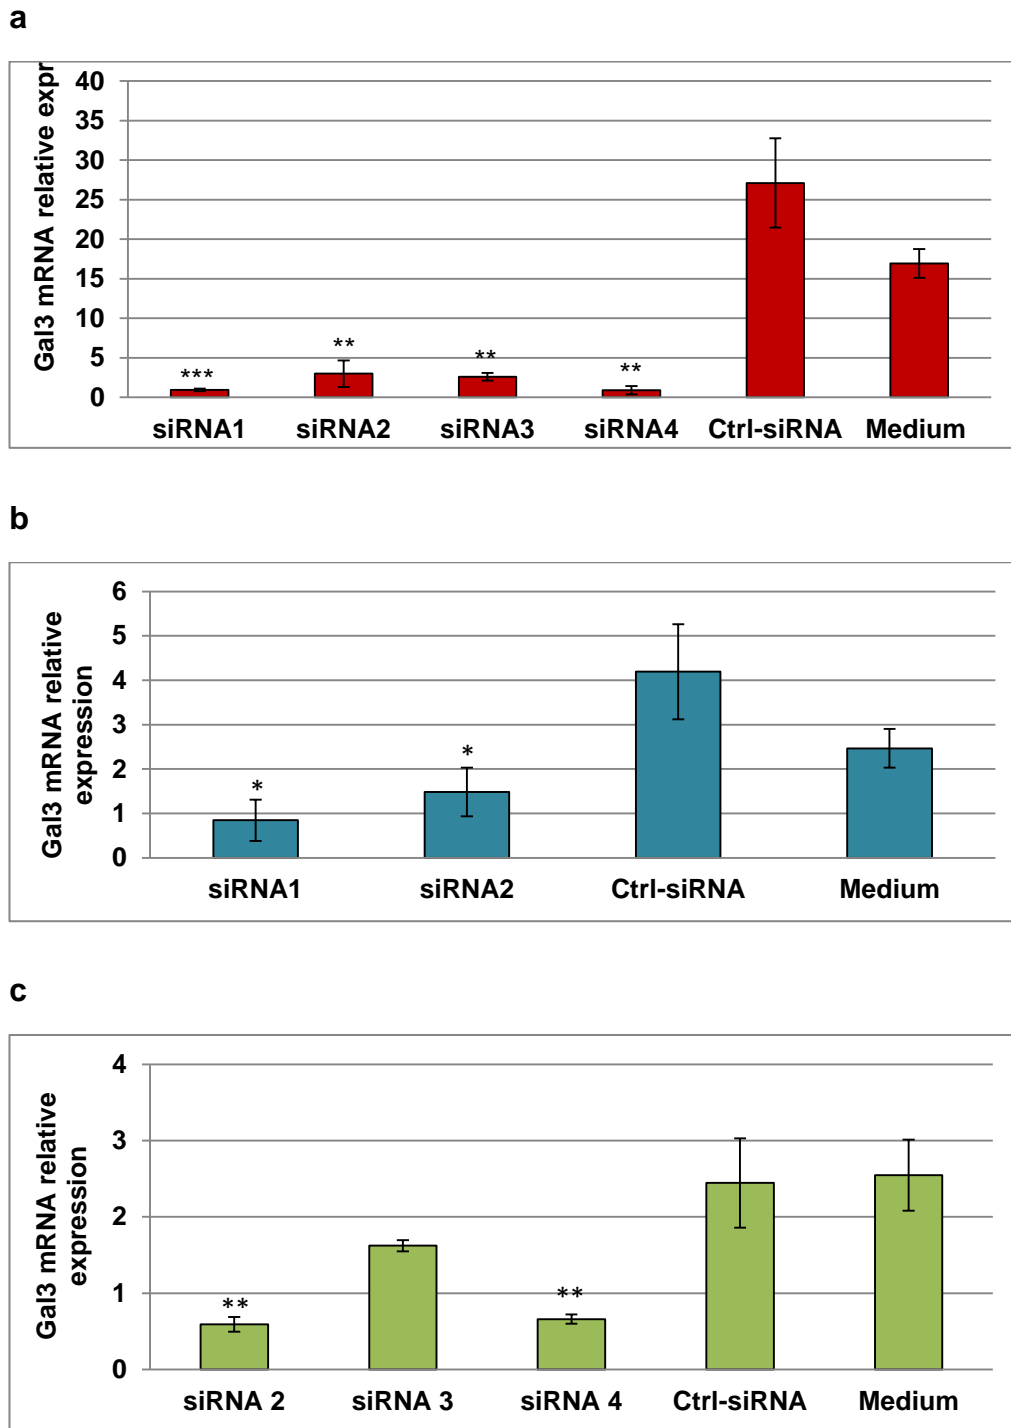 a
Gal3 mRNA relative expr
40
35
30
25
20
15
10
5
0
***
**
**
**
siRNA1 siRNA2 siRNA3 siRNA4 Ctrl-siRNA Medium
b
Gal3 mRNA relative
expression
6
5
4
3
2
1
0
*
*
siRNA1 siRNA2 Ctrl-siRNA Medium
c
Gal3 mRNA relative
expression
4
3
2
1
0
**
**
siRNA 2 siRNA 3 siRNA 4 Ctrl-siRNA Medium